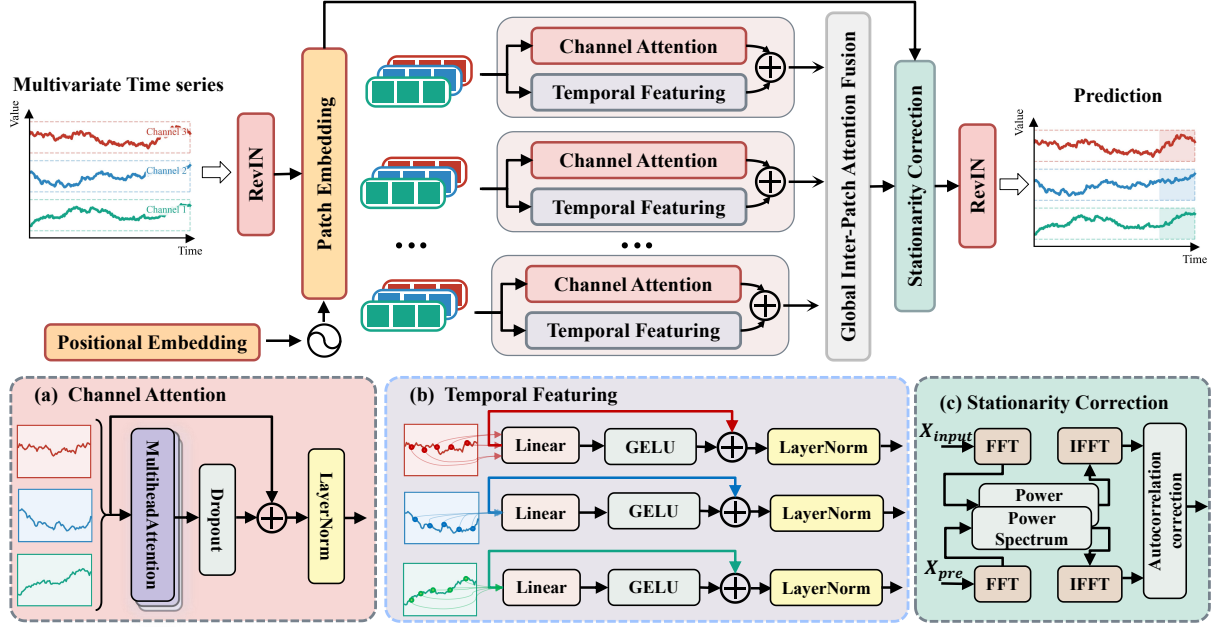 Multivariate Time series
Value
Channel 3
Channel 2
Channel 1
Time
RevIN
Patch Embedding
Positional Embedding
Channel Attention
Temporal Featuring
Channel Attention
Temporal Featuring
Channel Attention
Temporal Featuring
Global Inter-Patch Attention Fusion
Stationarity Correction
RevIN
Prediction
Value
Time
(a) Channel Attention
MultiheadAttention
Dropout
LayerNorm
(b) Temporal Featuring
Linear
GELU
LayerNorm
Linear
GELU
LayerNorm
Linear
GELU
LayerNorm
(c) Stationarity Correction
X_input
FFT
IFFT
Power
Power
Spectrum
X_pre
FFT
IFFT
Autocorrelation
correction